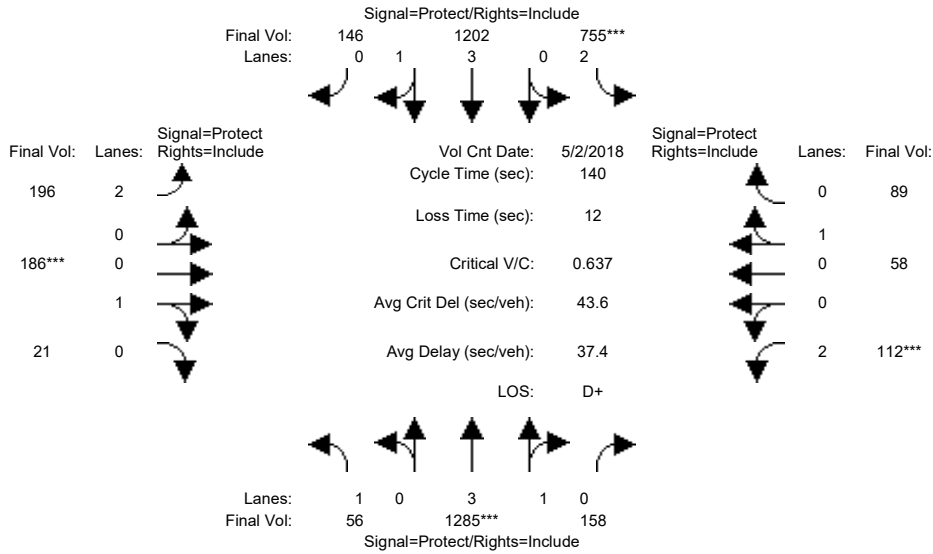 Signal=Protect/Rights=Include
Final Vol: 146 1202 755***
Lanes: 0 1 3 0 2
Signal=Protect Signal=Protect
Final Vol: Lanes: Rights=Include Vol Cnt Date: 5/2/2018 Rights=Include Lanes: Final Vol:
Cycle Time (sec): 140
196 2 0 89
Loss Time (sec): 12
0 1
186*** 0 Critical V/C: 0.637 0 58
1 Avg Crit Del (sec/veh): 43.6 0
21 0 Avg Delay (sec/veh): 37.4 2 112***
LOS: D+
Lanes: 1 0 3 1 0
Final Vol: 56 1285*** 158
Signal=Protect/Rights=Include